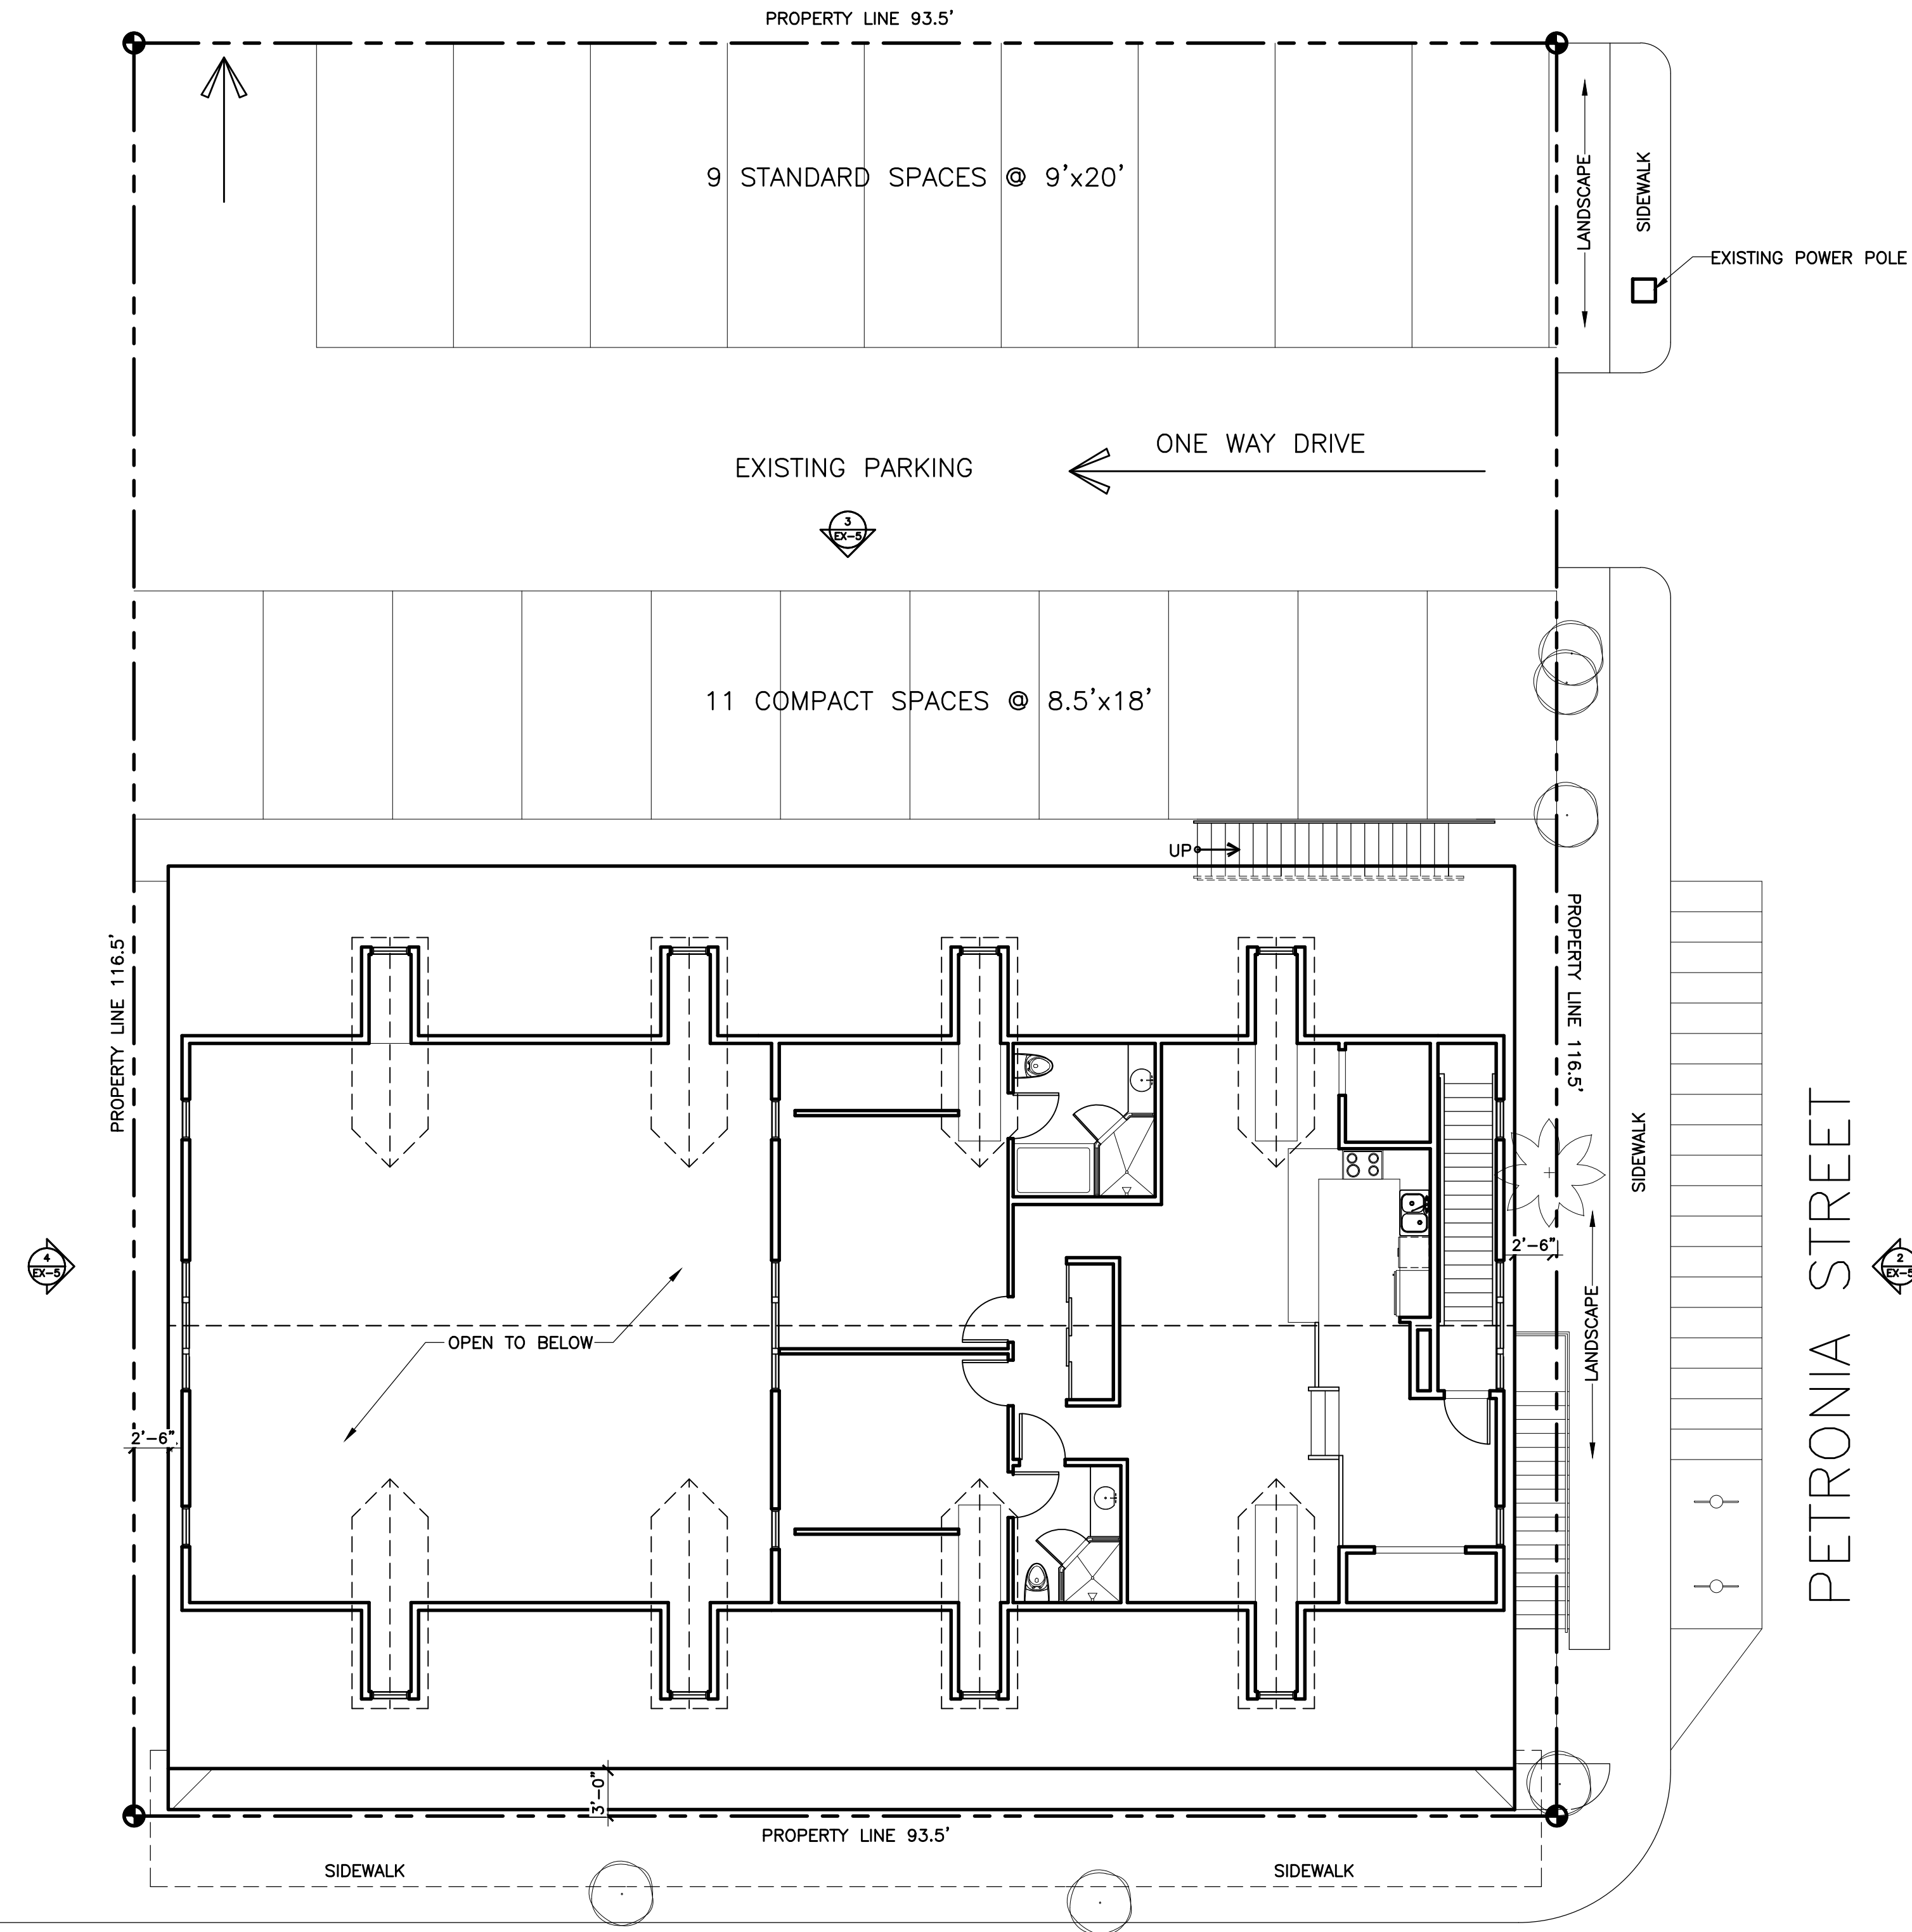 PROPERTY LINE 93.5'
9 STANDARD SPACES @ 9'x20'
LANDSCAPE
SIDEWALK
EXISTING POWER POLE
ONE WAY DRIVE
EXISTING PARKING
3
EX-5
11 COMPACT SPACES @ 8.5'x18'
UP
PROPERTY LINE 116.5'
PROPERTY LINE 116.5'
SIDEWALK
PETRONIA STREET
4
EX-5
2
EX-5
2'-6"
LANDSCAPE
OPEN TO BELOW
2'-6"
3'-0"
PROPERTY LINE 93.5'
SIDEWALK
SIDEWALK